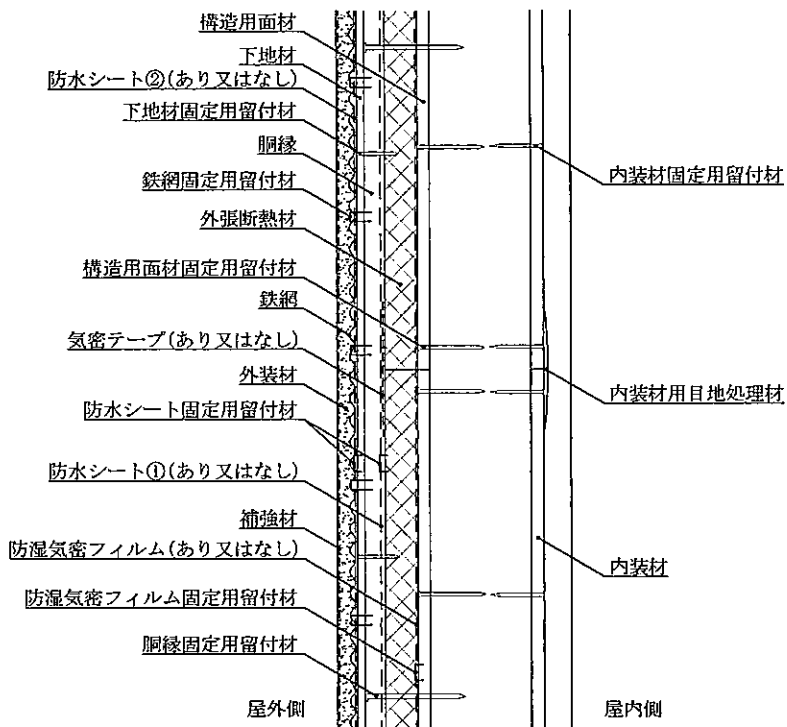 構造用面材
下地材
防水シート②(あり又はなし)
下地材固定用留付材
胴縁
鉄網固定用留付材
外張断熱材
構造用面材固定用留付材
鉄網
気密テープ(あり又はなし)
外装材
防水シート固定用留付材
防水シート①(あり又はなし)
補強材
防湿気密フィルム(あり又はなし)
防湿気密フィルム固定用留付材
胴縁固定用留付材
屋外側
内装材固定用留付材
内装材用目地処理材
内装材
屋内側